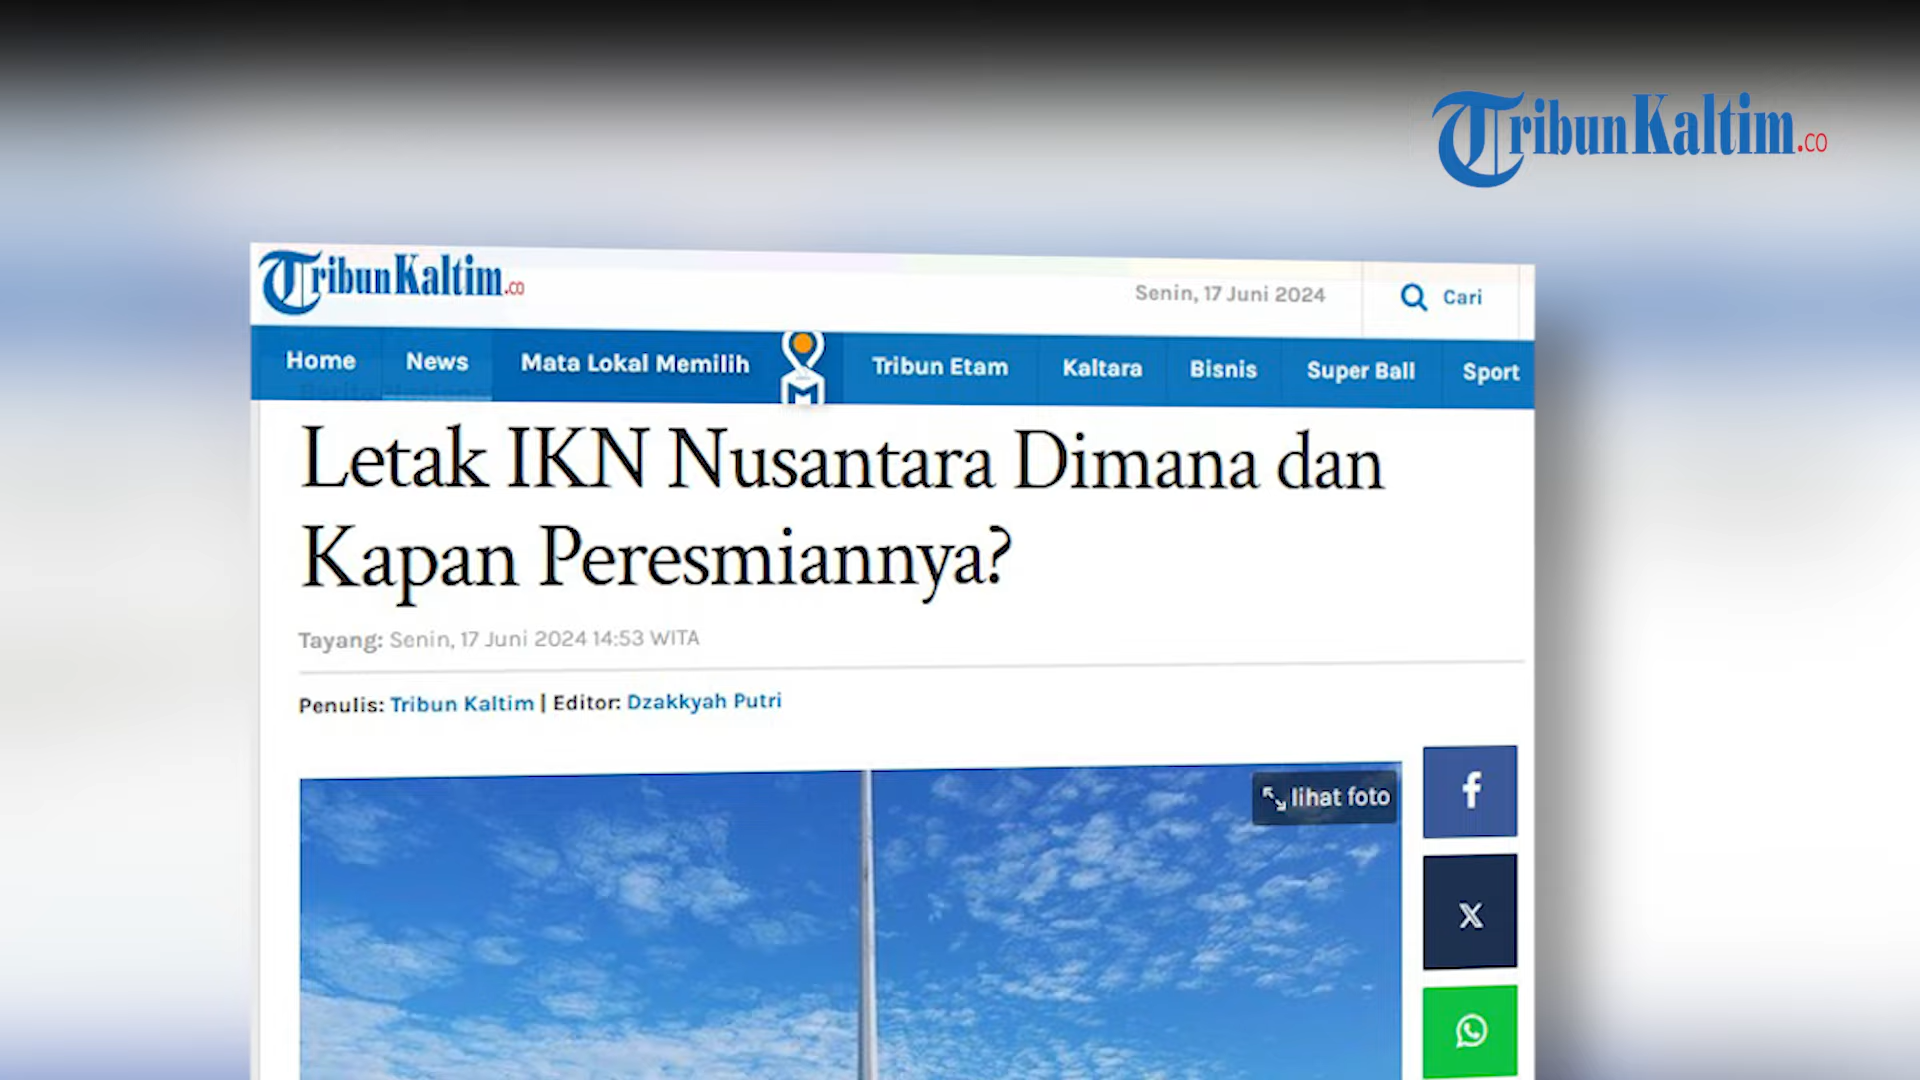 TribunKaltim.co
TribunKaltim.co
Senin, 17 Juni 2024
Cari
Home
News
Mata Lokal Memilih
Tribun Etam
Kaltara
Bisnis
Super Ball
Sport
Letak IKN Nusantara Dimana dan
Kapan Peresmiannya?
Tayang: Senin, 17 Juni 2024 14:53 WITA
Penulis: Tribun Kaltim | Editor: Dzakkyah Putri
lihat foto